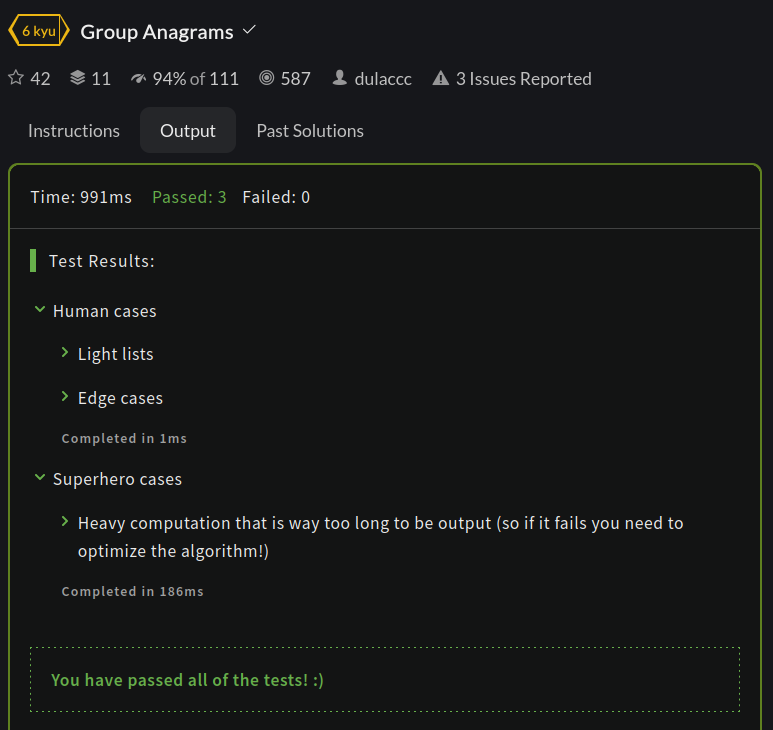 6 kyu Group Anagrams
42 11 94% of 111 587 dulaccc 3 Issues Reported
Instructions Output Past Solutions
Time: 991ms Passed: 3 Failed: 0
Test Results:
Human cases
Light lists
Edge cases
Completed in 1ms
Superhero cases
Heavy computation that is way too long to be output (so if it fails you need to
optimize the algorithm!)
Completed in 186ms
You have passed all of the tests! :)